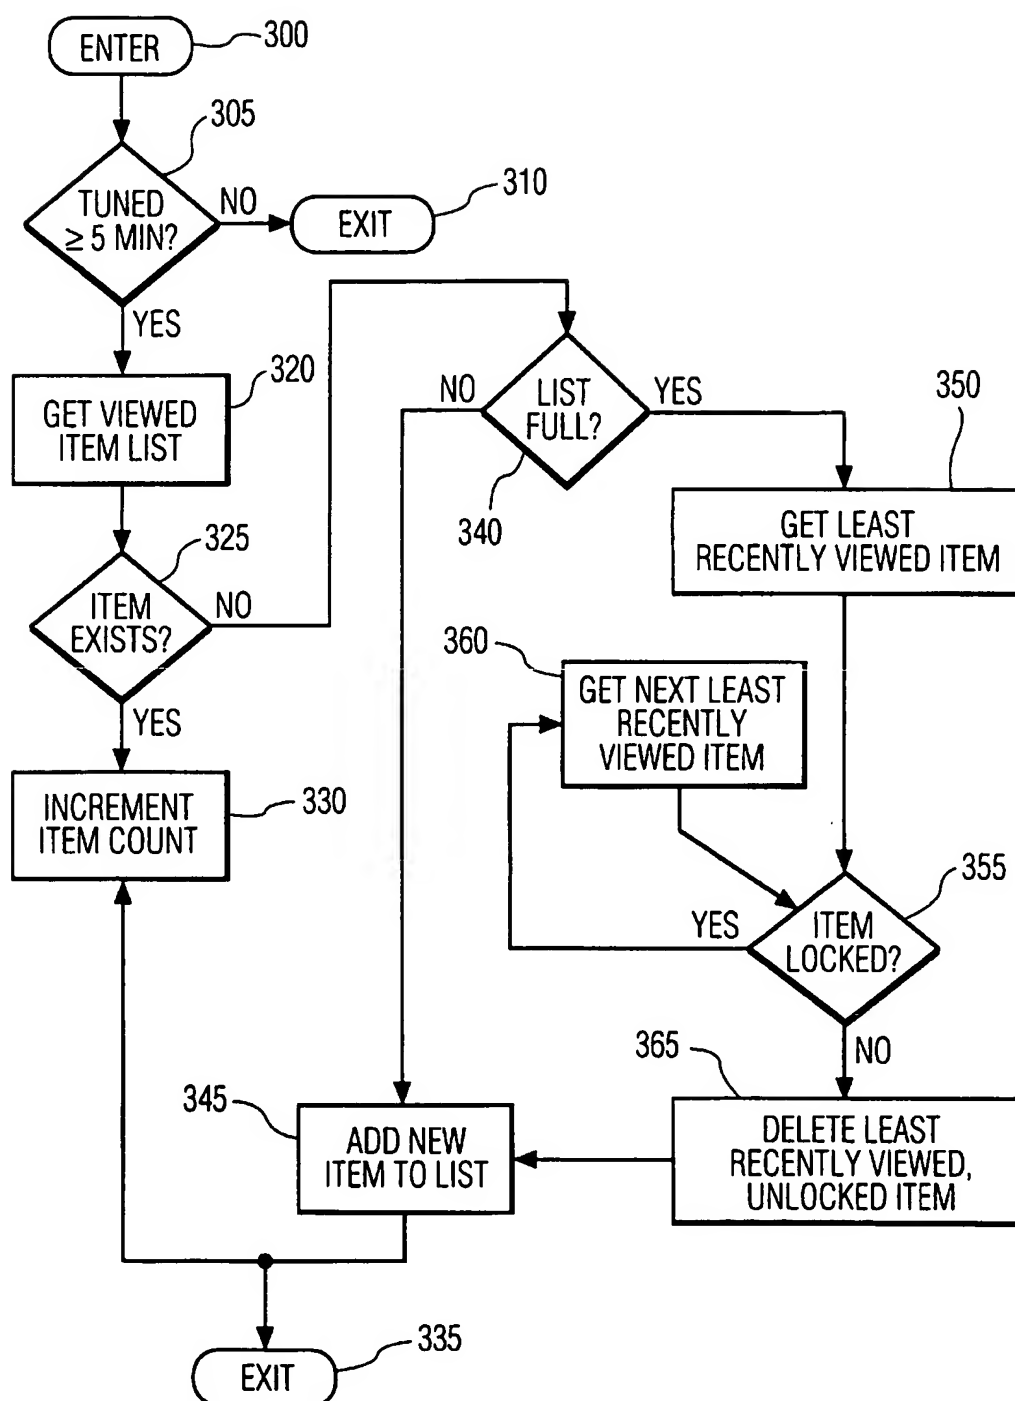 ENTER
300
305
TUNED
≥ 5 MIN?
NO
EXIT
310
YES
GET VIEWED
ITEM LIST
320
325
ITEM
EXISTS?
NO
YES
INCREMENT
ITEM COUNT
330
LIST
FULL?
NO
YES
340
350
GET LEAST
RECENTLY VIEWED ITEM
360
GET NEXT LEAST
RECENTLY
VIEWED ITEM
355
ITEM
LOCKED?
YES
NO
365
DELETE LEAST
RECENTLY VIEWED,
UNLOCKED ITEM
345
ADD NEW
ITEM TO LIST
EXIT
335